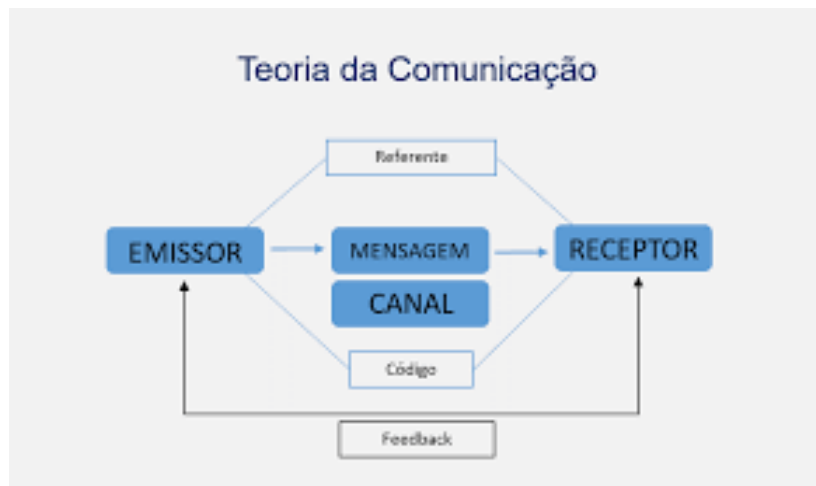 Teoria da Comunicação
Referente
EMISSOR
MENSAGEM
RECEPTOR
CANAL
Código
Feedback